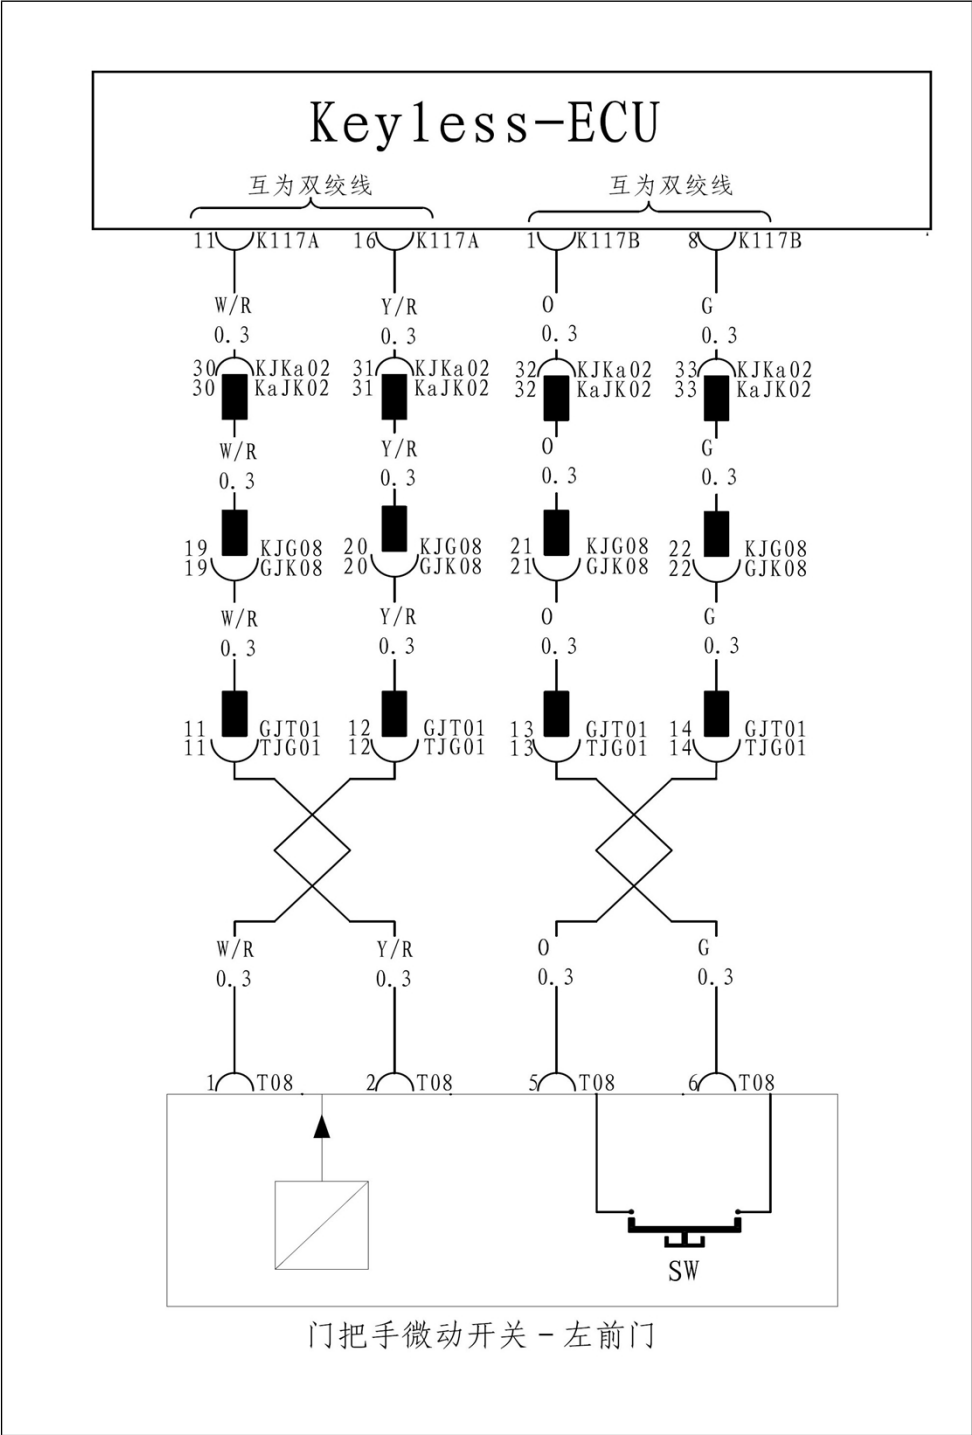 Keyless-ECU
互为双绞线 互为双绞线
11 K117A 16 K117A 1 K117B 8 K117B
W/R Y/R O G
0.3 0.3 0.3 0.3
30 KJKa02 31 KJKa02 32 KJKa02 33 KJKa02
30 KaJK02 31 KaJK02 32 KaJK02 33 KaJK02
W/R Y/R O G
0.3 0.3 0.3 0.3
19 KJG08 20 KJG08 21 KJG08 22 KJG08
19 GJK08 20 GJK08 21 GJK08 22 GJK08
W/R Y/R O G
0.3 0.3 0.3 0.3
11 GJT01 12 GJT01 13 GJT01 14 GJT01
11 TJG01 12 TJG01 13 TJG01 14 TJG01
W/R Y/R O G
0.3 0.3 0.3 0.3
1 T08 2 T08 5 T08 6 T08
SW
门把手微动开关－左前门